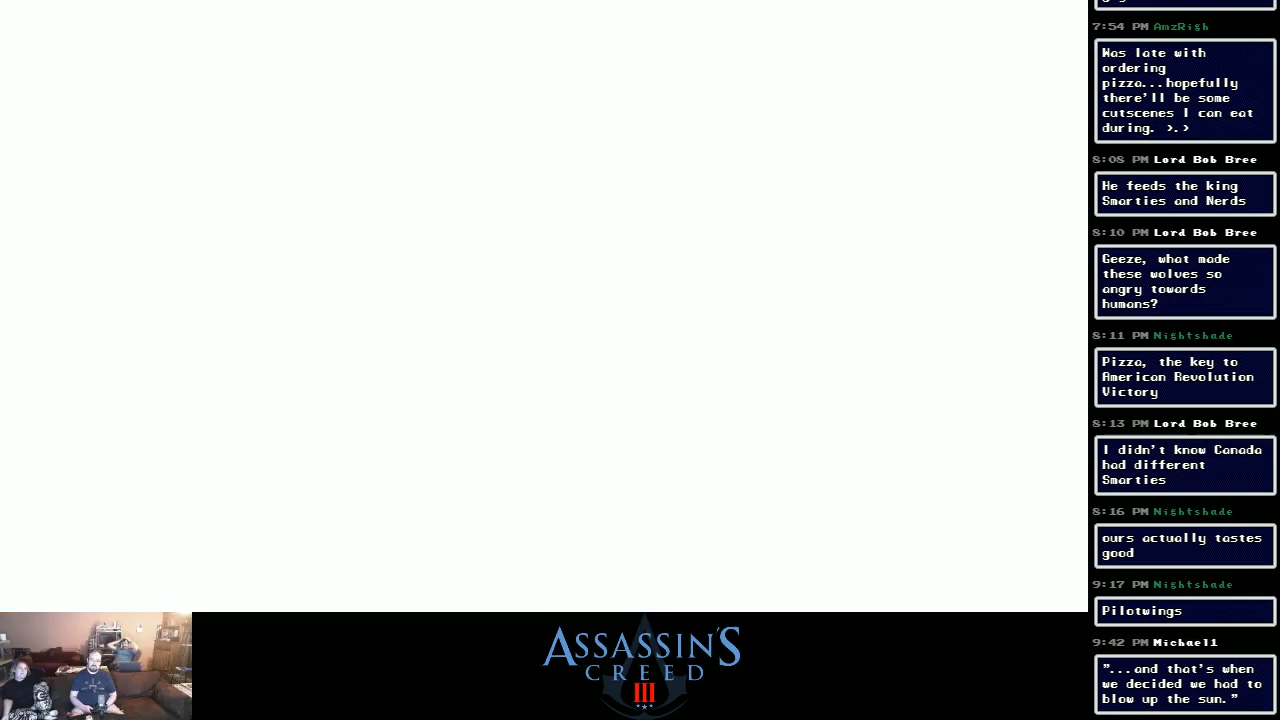 7:54 PM AmzRigh
Was late with
ordering
pizza...hopefully
there'll be some
cutscenes I can eat
during. >.>
8:08 PM Lord Bob Bree
He feeds the king
Smarties and Nerds
8:10 PM Lord Bob Bree
Geeze, what made
these wolves so
angry towards
humans?
8:11 PM Nightshade
Pizza, the key to
American Revolution
Victory
8:13 PM Lord Bob Bree
I didn't know Canada
had different
Smarties
8:16 PM Nightshade
ours actually tastes
good
9:17 PM Nightshade
Pilotwings
9:42 PM Michael1
"...and that's when
we decided we had to
blow up the sun."
ASSASSIN'S
CREED
III